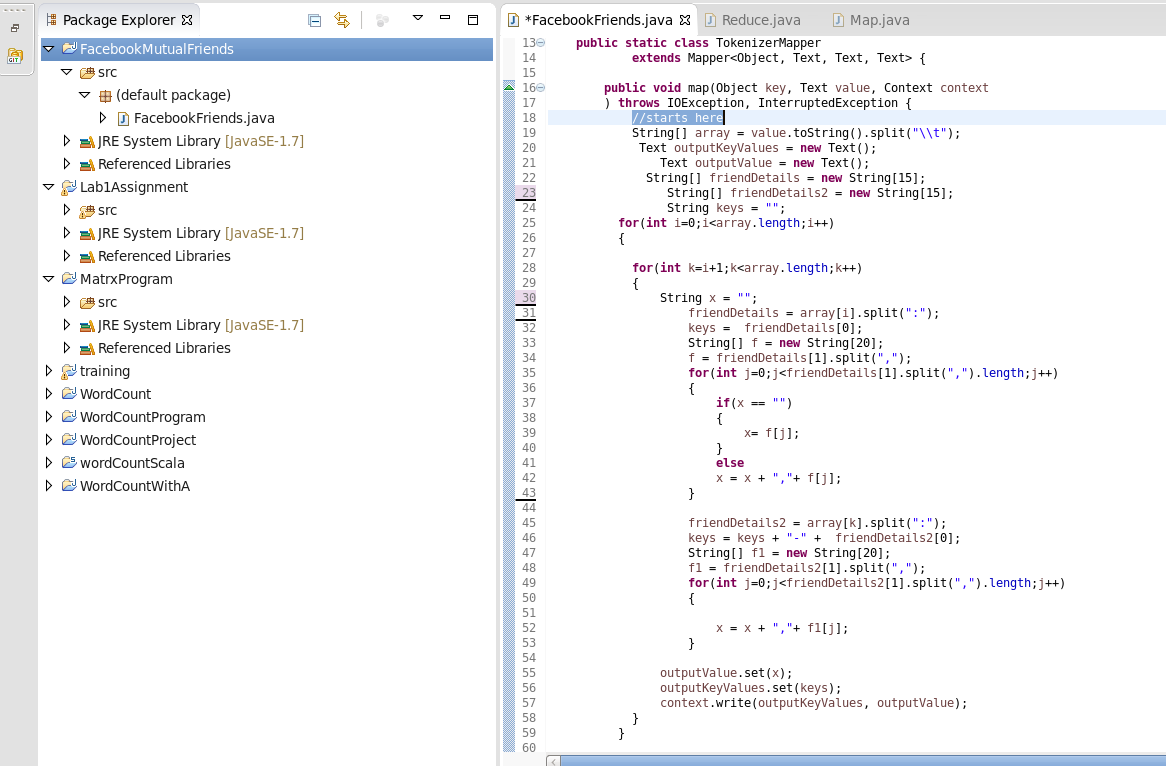 Package Explorer
FacebookMutualFriends
src
(default package)
FacebookFriends.java
JRE System Library [JavaSE-1.7]
Referenced Libraries
Lab1Assignment
src
JRE System Library [JavaSE-1.7]
Referenced Libraries
MatrxProgram
src
JRE System Library [JavaSE-1.7]
Referenced Libraries
training
WordCount
WordCountProgram
WordCountProject
wordCountScala
WordCountWithA
GIT
*FacebookFriends.java Reduce.java Map.java
13 public static class TokenizerMapper
14 extends Mapper<Object, Text, Text, Text> {
15
16 public void map(Object key, Text value, Context context
17 ) throws IOException, InterruptedException {
18 //starts here
19 String[] array = value.toString().split("\\t");
20 Text outputKeyValues = new Text();
21 Text outputValue = new Text();
22 String[] friendDetails = new String[15];
23 String[] friendDetails2 = new String[15];
24 String keys = "";
25 for(int i=0;i<array.length;i++)
26 {
27
28 for(int k=i+1;k<array.length;k++)
29 {
30 String x = "";
31 friendDetails = array[i].split(":");
32 keys =  friendDetails[0];
33 String[] f = new String[20];
34 f = friendDetails[1].split(",");
35 for(int j=0;j<friendDetails[1].split(",").length;j++)
36 {
37 if(x == "")
38 {
39 x= f[j];
40 }
41 else
42 x = x + ","+ f[j];
43 }
44
45 friendDetails2 = array[k].split(":");
46 keys = keys + "-" +  friendDetails2[0];
47 String[] f1 = new String[20];
48 f1 = friendDetails2[1].split(",");
49 for(int j=0;j<friendDetails2[1].split(",").length;j++)
50 {
51
52 x = x + ","+ f1[j];
53 }
54
55 outputValue.set(x);
56 outputKeyValues.set(keys);
57 context.write(outputKeyValues, outputValue);
58 }
59 }
60